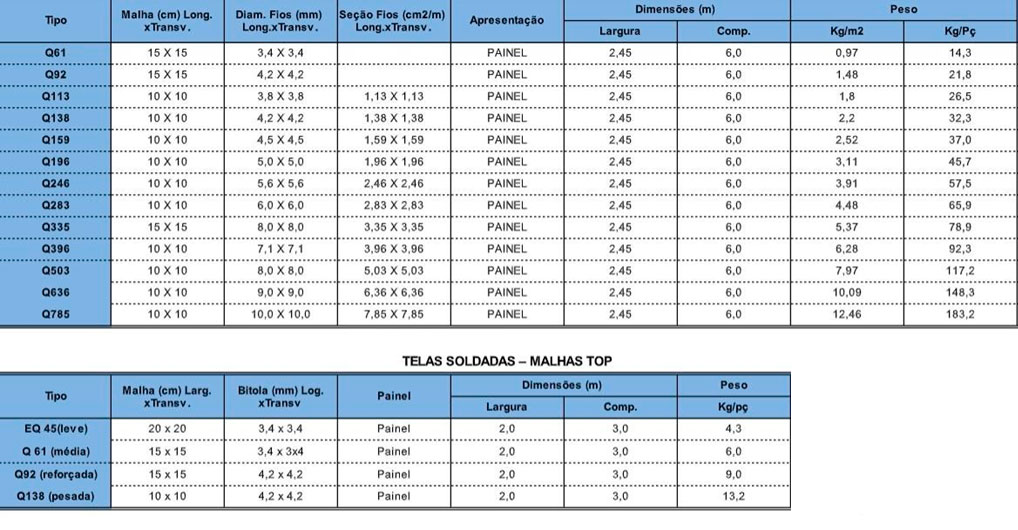 Tipo Malha (cm) Long. xTransv. Diam. Fios (mm) Long.xTransv. Seção Fios (cm2/m) Long.xTransv. Apresentação Dimensões (m) Peso
Largura Comp. Kg/m2 Kg/Pç
Q61 15 X 15 3,4 X 3,4 PAINEL 2,45 6,0 0,97 14,3
Q92 15 X 15 4,2 X 4,2 PAINEL 2,45 6,0 1,48 21,8
Q113 10 X 10 3,8 X 3,8 1,13 X 1,13 PAINEL 2,45 6,0 1,8 26,5
Q138 10 X 10 4,2 X 4,2 1,38 X 1,38 PAINEL 2,45 6,0 2,2 32,3
Q159 10 X 10 4,5 X 4,5 1,59 X 1,59 PAINEL 2,45 6,0 2,52 37,0
Q196 10 X 10 5,0 X 5,0 1,96 X 1,96 PAINEL 2,45 6,0 3,11 45,7
Q246 10 X 10 5,6 X 5,6 2,46 X 2,46 PAINEL 2,45 6,0 3,91 57,5
Q283 10 X 10 6,0 X 6,0 2,83 X 2,83 PAINEL 2,45 6,0 4,48 65,9
Q335 15 X 15 8,0 X 8,0 3,35 X 3,35 PAINEL 2,45 6,0 5,37 78,9
Q396 10 X 10 7,1 X 7,1 3,96 X 3,96 PAINEL 2,45 6,0 6,28 92,3
Q503 10 X 10 8,0 X 8,0 5,03 X 5,03 PAINEL 2,45 6,0 7,97 117,2
Q636 10 X 10 9,0 X 9,0 6,36 X 6,36 PAINEL 2,45 6,0 10,09 148,3
Q785 10 X 10 10,0 X 10,0 7,85 X 7,85 PAINEL 2,45 6,0 12,46 183,2
TELAS SOLDADAS – MALHAS TOP
Tipo Malha (cm) Larg. xTransv. Bitola (mm) Log. xTransv Painel Dimensões (m) Peso
Largura Comp. Kg/pç
EQ 45(leve) 20 x 20 3,4 x 3,4 Painel 2,0 3,0 4,3
Q 61 (média) 15 x 15 3,4 x 3x4 Painel 2,0 3,0 6,0
Q92 (reforçada) 15 x 15 4,2 x 4,2 Painel 2,0 3,0 9,0
Q138 (pesada) 10 x 10 4,2 x 4,2 Painel 2,0 3,0 13,2